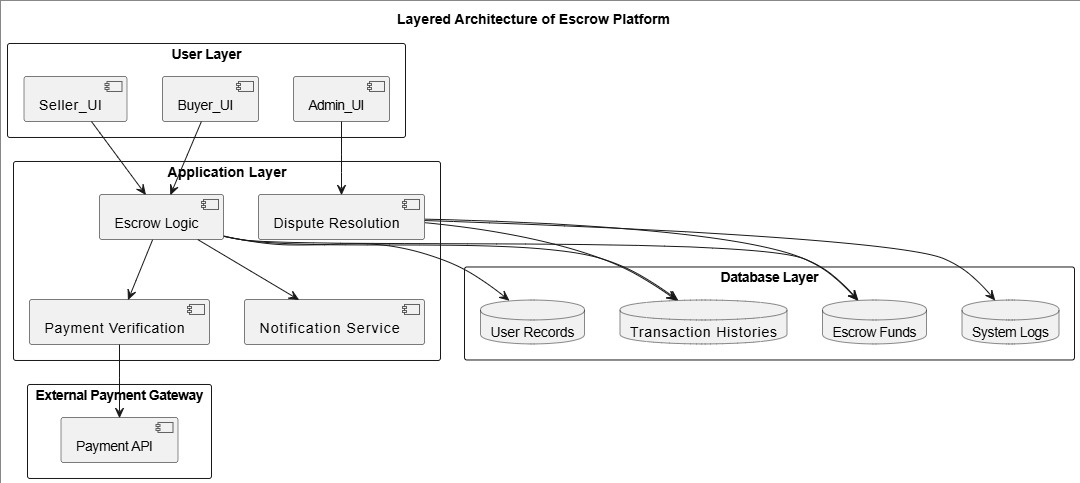 Layered Architecture of Escrow Platform
User Layer
Seller_UI
Buyer_UI
Admin_UI
Application Layer
Escrow Logic
Dispute Resolution
Database Layer
Payment Verification
Notification Service
User Records
Transaction Histories
Escrow Funds
System Logs
External Payment Gateway
Payment API